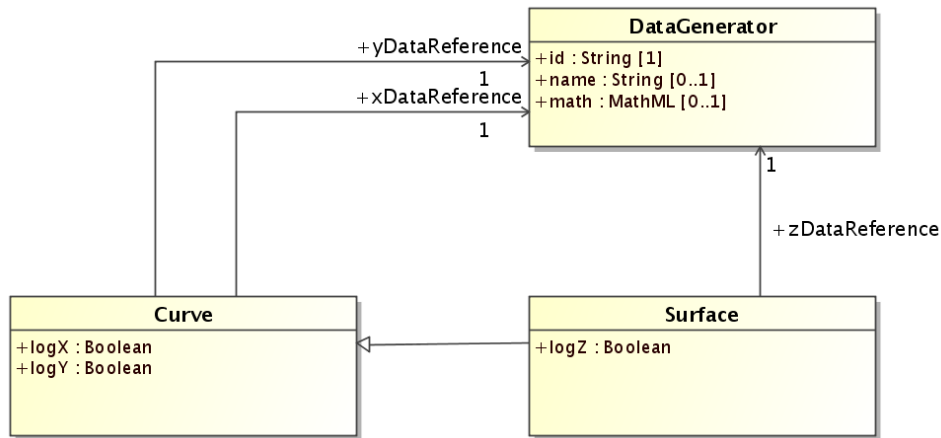 DataGenerator
+id : String [1]
+name : String [0..1]
+math : MathML [0..1]
+yDataReference
1
+xDataReference
1
1
+zDataReference
Curve
+logX : Boolean
+logY : Boolean
Surface
+logZ : Boolean